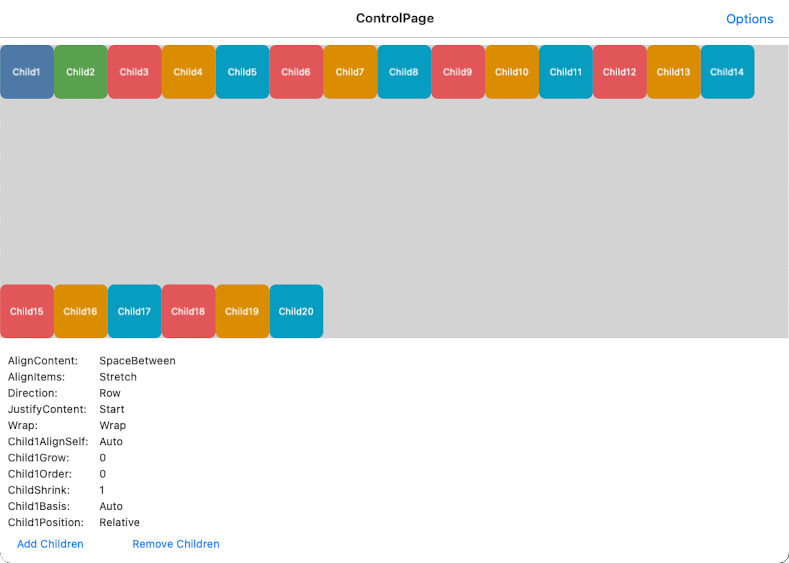 ControlPage
Options
Child1 Child2 Child3 Child4 Child5 Child6 Child7 Child8 Child9 Child10 Child11 Child12 Child13 Child14
Child15 Child16 Child17 Child18 Child19 Child20
AlignContent: SpaceBetween
AlignItems: Stretch
Direction: Row
JustifyContent: Start
Wrap: Wrap
Child1AlignSelf: Auto
Child1Grow: 0
Child1Order: 0
ChildShrink: 1
Child1Basis: Auto
Child1Position: Relative
Add Children Remove Children